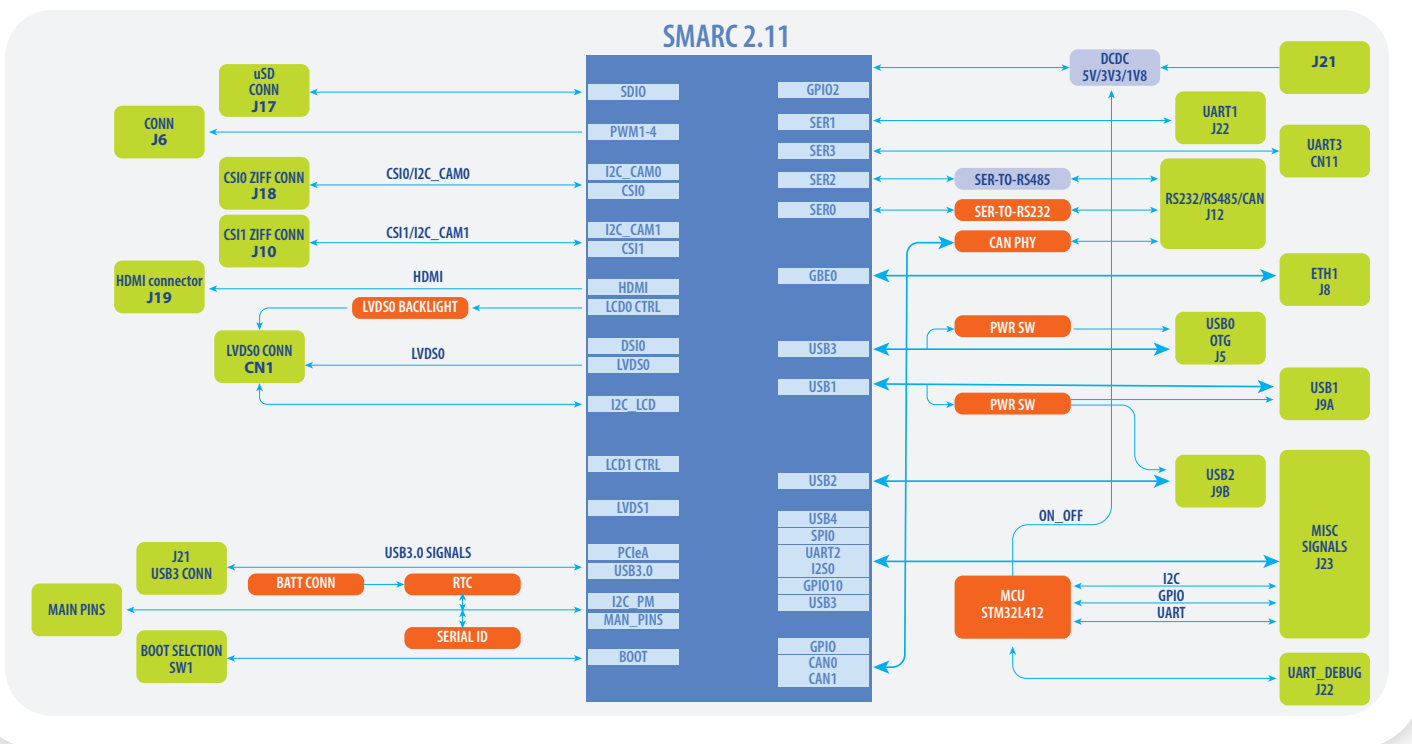 SMARC 2.11
uSD
CONN
J17
CONN
J6
CSI0 ZIFF CONN
J18
CSI0/I2C_CAM0
CSI1 ZIFF CONN
J10
CSI1/I2C_CAM1
HDMI connector
J19
HDMI
LVDS0 BACKLIGHT
LVDS0 CONN
CN1
LVDS0
J21
USB3 CONN
USB3.0 SIGNALS
BATT CONN
RTC
MAIN PINS
SERIAL ID
BOOT SELCTION
SW1
SDIO
PWM1-4
I2C_CAM0
CSI0
I2C_CAM1
CSI1
HDMI
LCD0 CTRL
DSI0
LVDS0
I2C_LCD
LCD1 CTRL
LVDS1
PCIeA
USB3.0
I2C_PM
MAN_PINS
BOOT
GPIO2
SER1
SER3
SER2
SER0
GBE0
USB3
USB1
USB2
USB4
SPI0
UART2
I2S0
GPIO10
USB3
GPIO
CAN0
CAN1
DCDC
5V/3V3/1V8
J21
UART1
J22
UART3
CN11
SER-TO-RS485
SER-TO-RS232
CAN PHY
RS232/RS485/CAN
J12
ETH1
J8
PWR SW
USB0
OTG
J5
USB1
J9A
PWR SW
USB2
J9B
ON_OFF
MISC
SIGNALS
J23
MCU
STM32L412
I2C
GPIO
UART
UART_DEBUG
J22